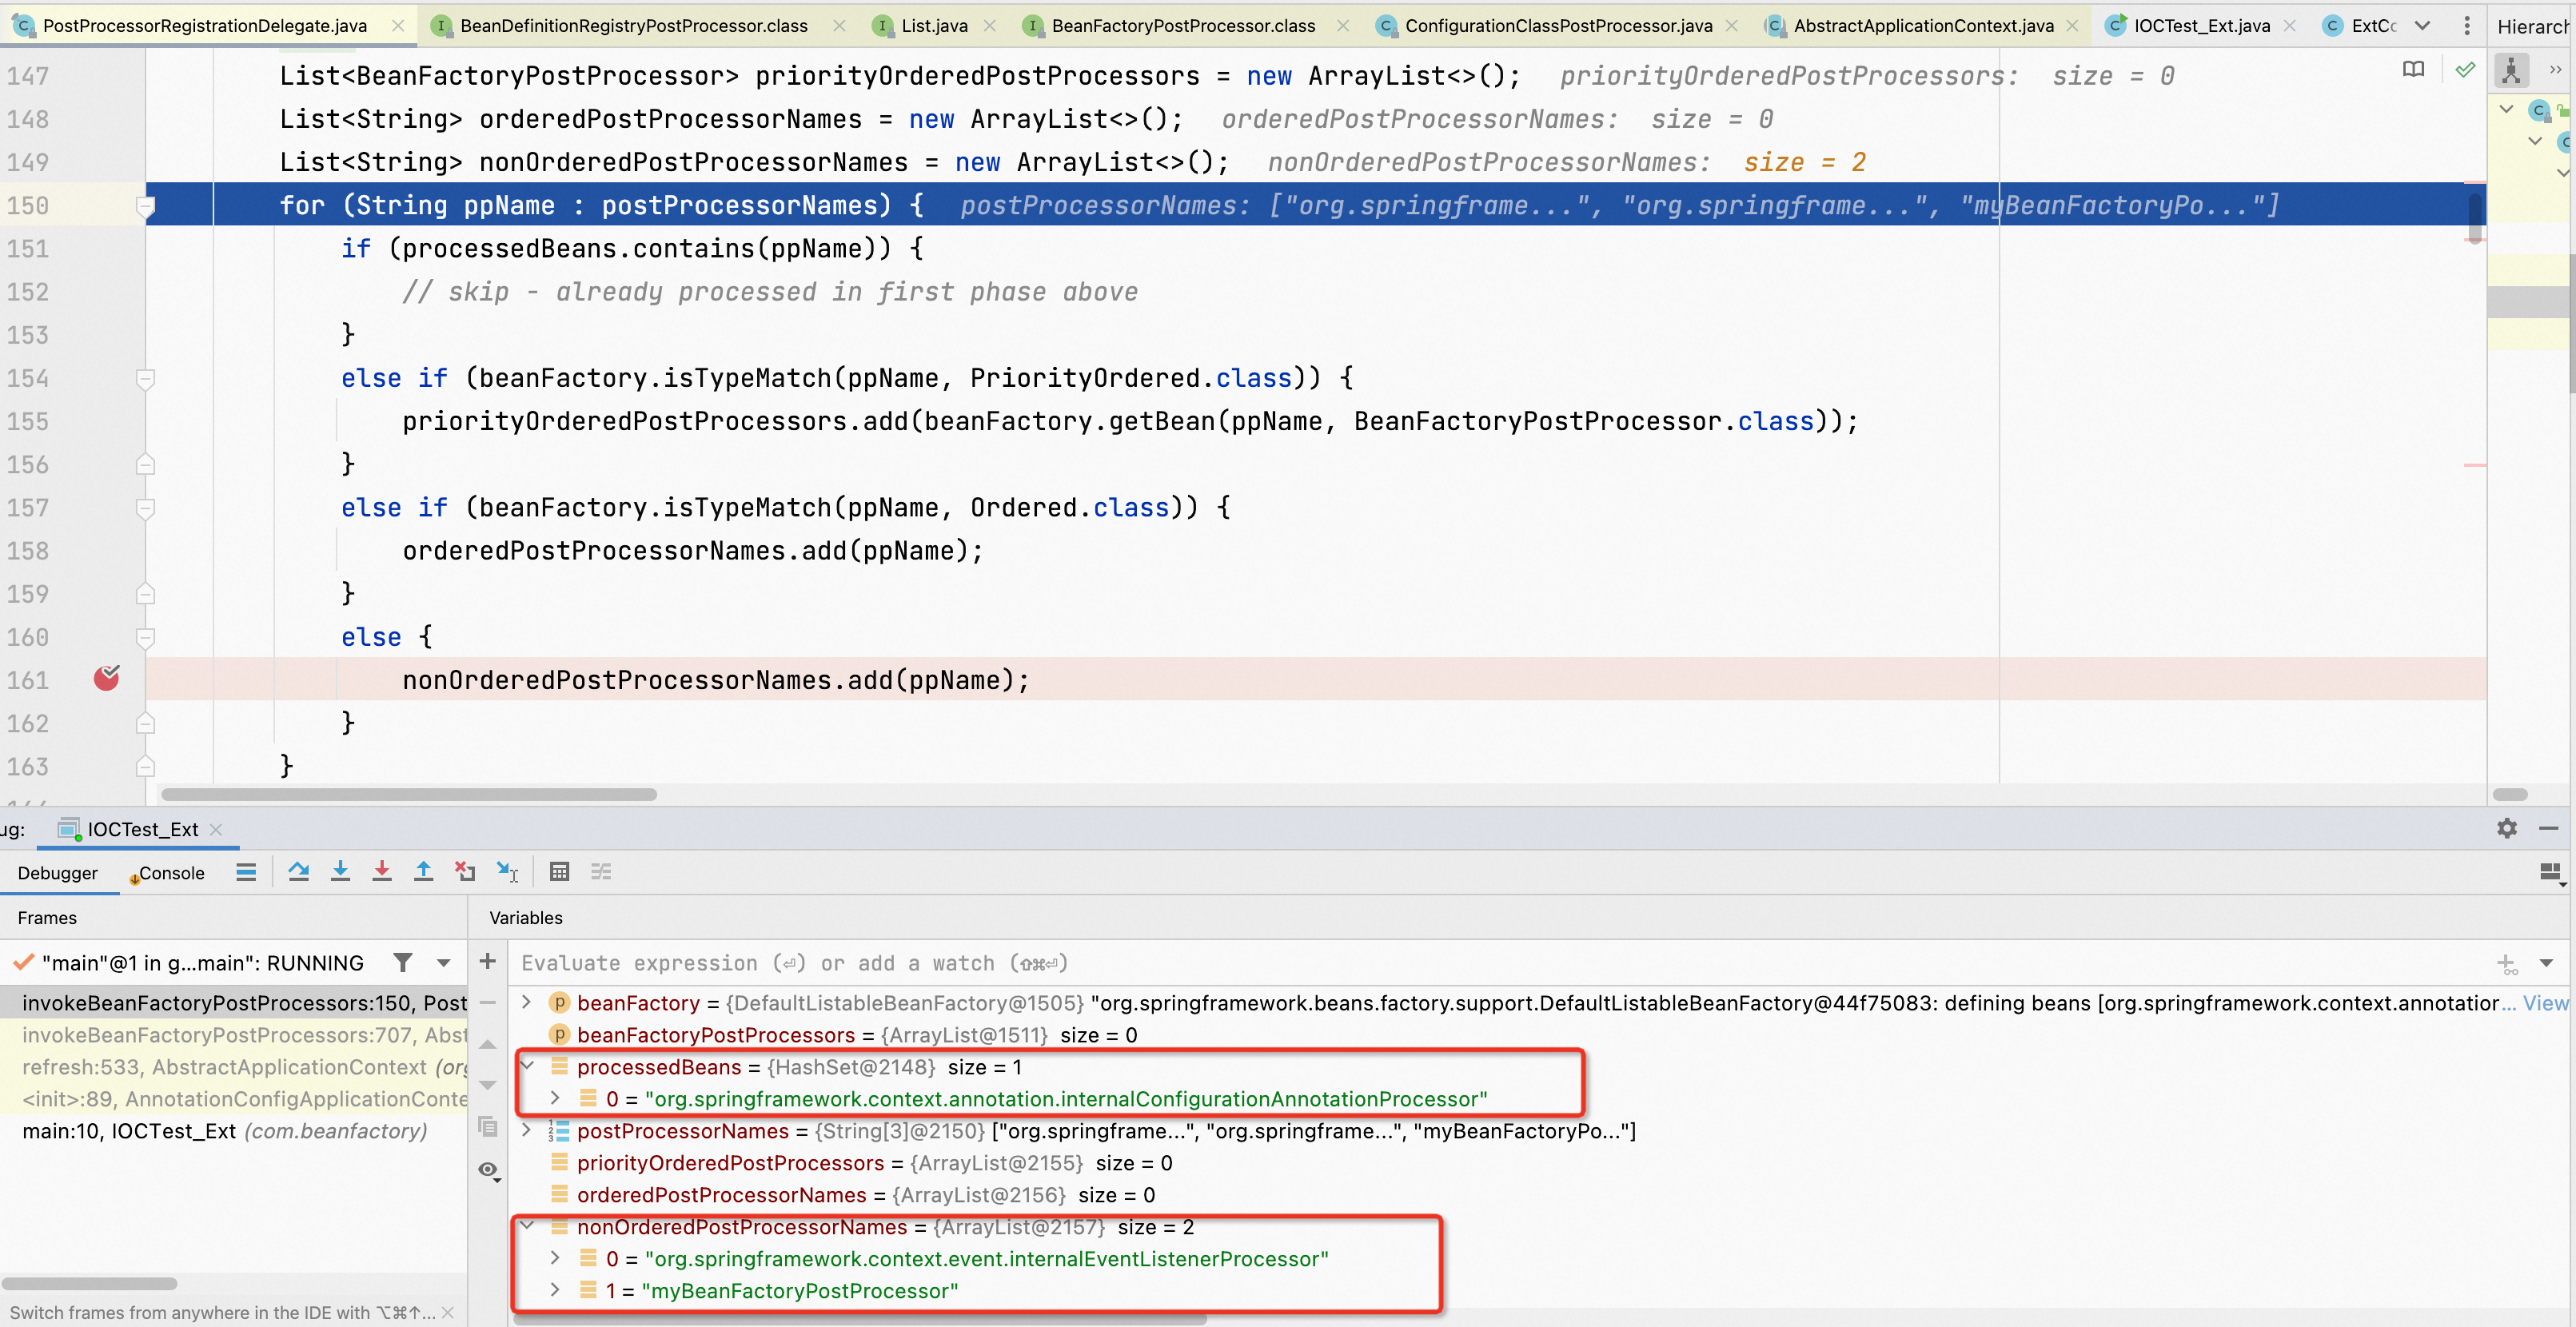 PostProcessorRegistrationDelegate.java BeanDefinitionRegistryPostProcessor.class List.java BeanFactoryPostProcessor.class ConfigurationClassPostProcessor.java AbstractApplicationContext.java IOCTest_Ext.java ExtCo Hierarch
147 List<BeanFactoryPostProcessor> priorityOrderedPostProcessors = new ArrayList<>(); priorityOrderedPostProcessors: size = 0
148 List<String> orderedPostProcessorNames = new ArrayList<>(); orderedPostProcessorNames: size = 0
149 List<String> nonOrderedPostProcessorNames = new ArrayList<>(); nonOrderedPostProcessorNames: size = 2
150 for (String ppName : postProcessorNames) { postProcessorNames: ["org.springframe...", "org.springframe...", "myBeanFactoryPo..."]
151 if (processedBeans.contains(ppName)) {
152 // skip - already processed in first phase above
153 }
154 else if (beanFactory.isTypeMatch(ppName, PriorityOrdered.class)) {
155 priorityOrderedPostProcessors.add(beanFactory.getBean(ppName, BeanFactoryPostProcessor.class));
156 }
157 else if (beanFactory.isTypeMatch(ppName, Ordered.class)) {
158 orderedPostProcessorNames.add(ppName);
159 }
160 else {
161 nonOrderedPostProcessorNames.add(ppName);
162 }
163 }
ug: IOCTest_Ext
Debugger Console
Frames Variables
"main"@1 in g...main": RUNNING Evaluate expression (⏎) or add a watch (⇧⌘⏎)
invokeBeanFactoryPostProcessors:150, Post
invokeBeanFactoryPostProcessors:707, Abst
refresh:533, AbstractApplicationContext (org
<init>:89, AnnotationConfigApplicationConte
main:10, IOCTest_Ext (com.beanfactory)
beanFactory = {DefaultListableBeanFactory@1505} "org.springframework.beans.factory.support.DefaultListableBeanFactory@44f75083: defining beans [org.springframework.context.annotation... View
beanFactoryPostProcessors = {ArrayList@1511} size = 0
processedBeans = {HashSet@2148} size = 1
0 = "org.springframework.context.annotation.internalConfigurationAnnotationProcessor"
postProcessorNames = {String[3]@2150} ["org.springframe...", "org.springframe...", "myBeanFactoryPo..."]
priorityOrderedPostProcessors = {ArrayList@2155} size = 0
orderedPostProcessorNames = {ArrayList@2156} size = 0
nonOrderedPostProcessorNames = {ArrayList@2157} size = 2
0 = "org.springframework.context.event.internalEventListenerProcessor"
1 = "myBeanFactoryPostProcessor"
Switch frames from anywhere in the IDE with ⌥⌘↑...